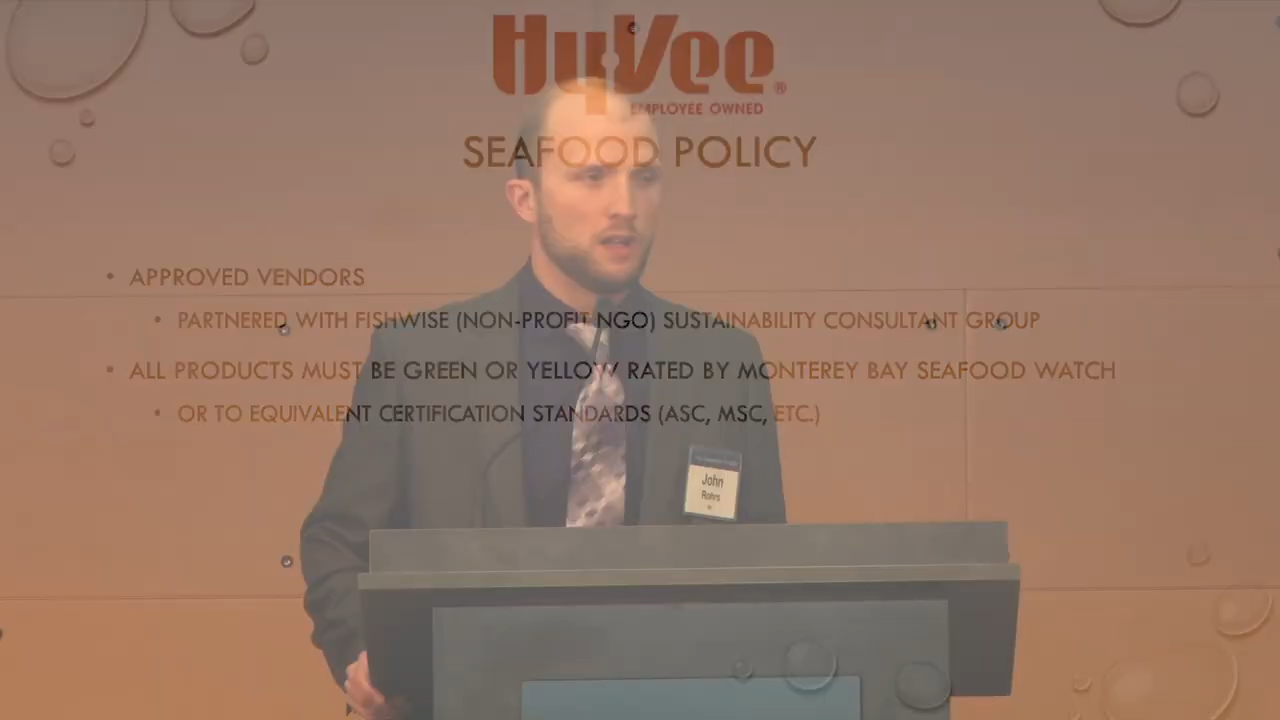 HyVee®
EMPLOYEE OWNED
SEAFOOD POLICY
• APPROVED VENDORS
• PARTNERED WITH FISHWISE (NON-PROFIT NGO) SUSTAINABILITY CONSULTANT GROUP
• ALL PRODUCTS MUST BE GREEN OR YELLOW RATED BY MONTEREY BAY SEAFOOD WATCH
• OR TO EQUIVALENT CERTIFICATION STANDARDS (ASC, MSC, ETC.)
John
Rohrs